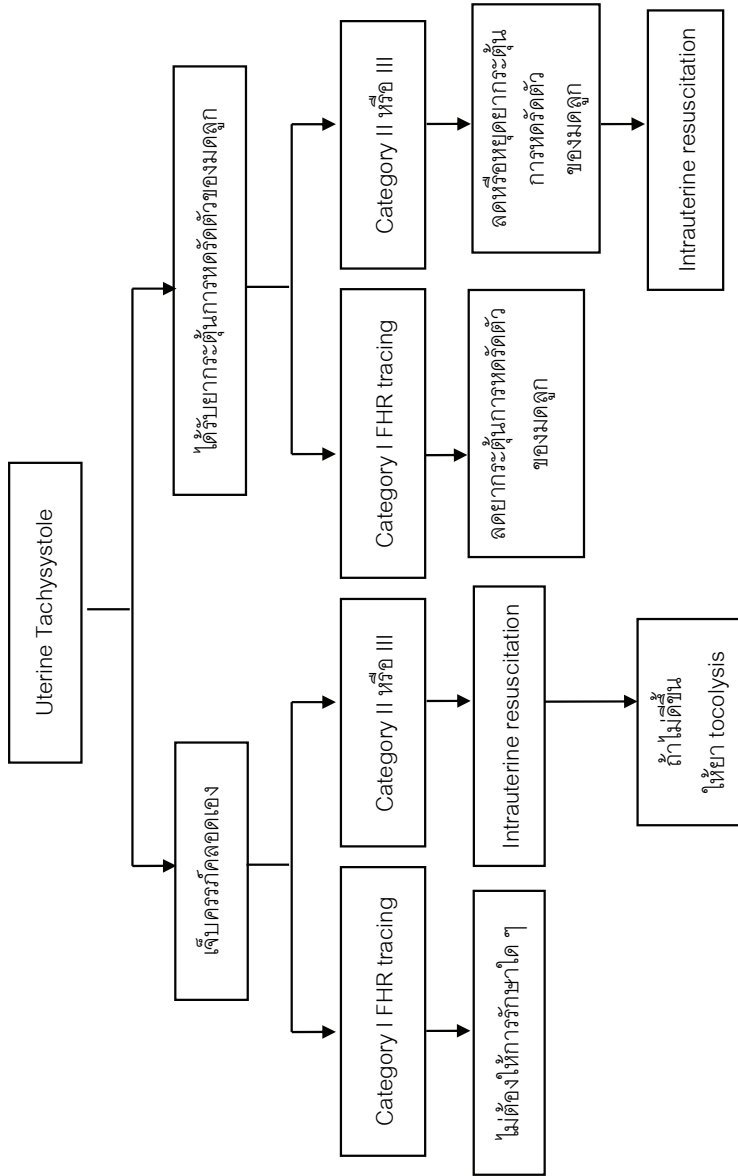 Uterine Tachysystole
เจ็บครรภ์คลอดเอง
ได้รับยากระตุ้นการหดรัดตัวของมดลูก
Category I FHR tracing
Category II หรือ III
Category I FHR tracing
Category II หรือ III
ไม่ต้องให้การรักษาใด ๆ
Intrauterine resuscitation
ลดยากระตุ้นการหดรัดตัว
ของมดลูก
ลดหรือหยุดยากระตุ้น
การหดรัดตัว
ของมดลูก
ถ้าไม่ดีขึ้น
ให้ยา tocolysis
Intrauterine resuscitation